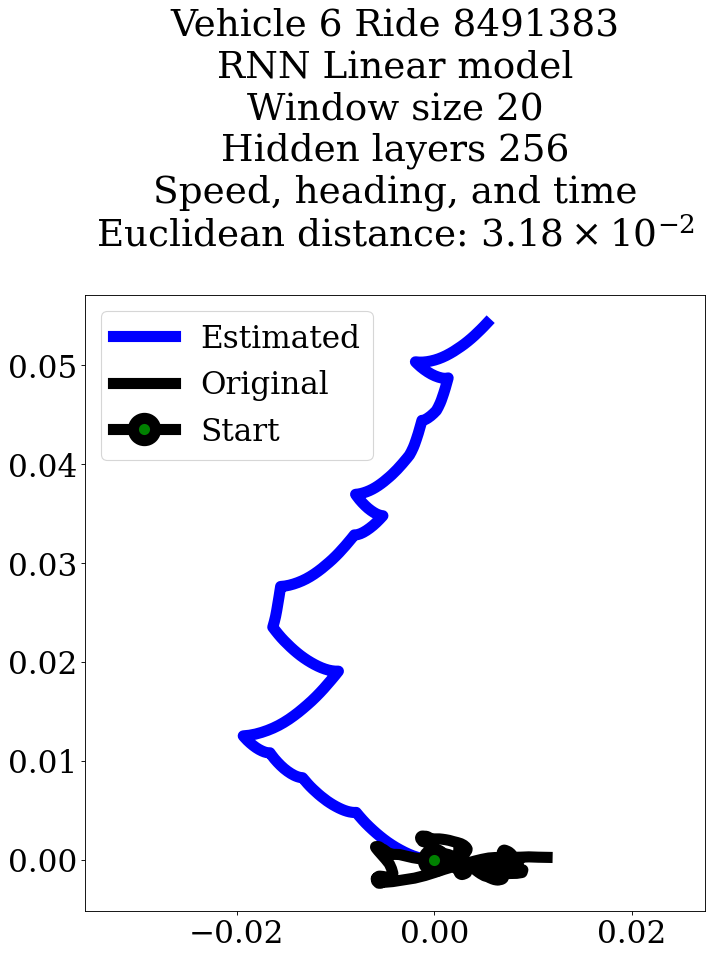 Vehicle 6 Ride 8491383
RNN Linear model
Window size 20
Hidden layers 256
Speed, heading, and time
Euclidean distance: 3.18 × 10⁻²
Estimated
Original
Start
0.05
0.04
0.03
0.02
0.01
0.00
−0.02 0.00 0.02